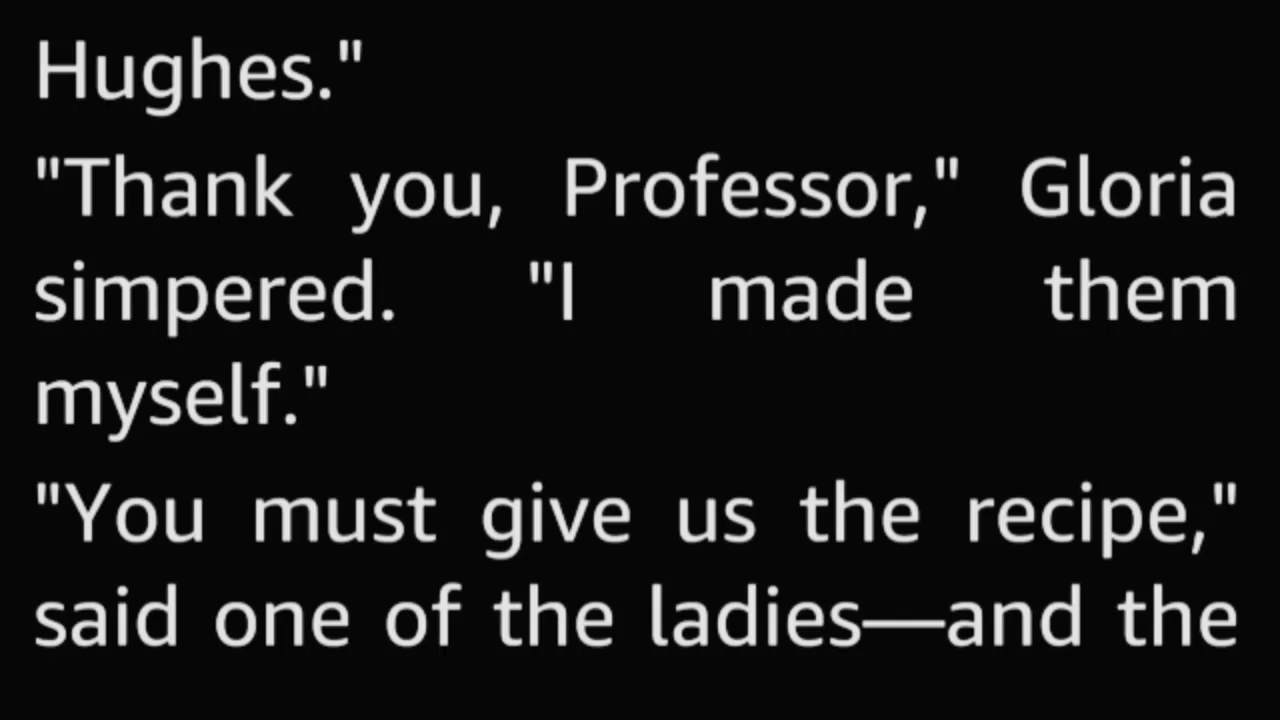 Hughes."
"Thank you, Professor," Gloria
simpered. "I made them
myself."
"You must give us the recipe,"
said one of the ladies—and the